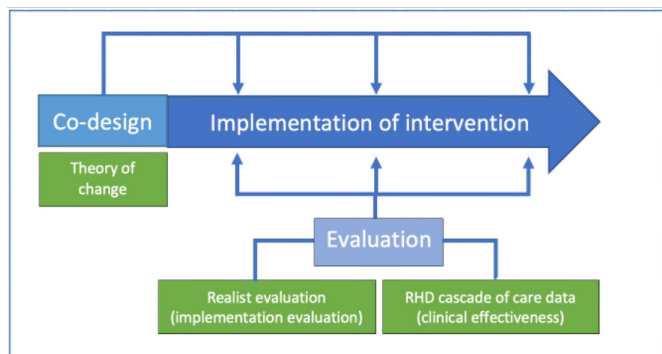 Co-design
Implementation of intervention
Theory of
change
Evaluation
Realist evaluation
(implementation evaluation)
RHD cascade of care data
(clinical effectiveness)